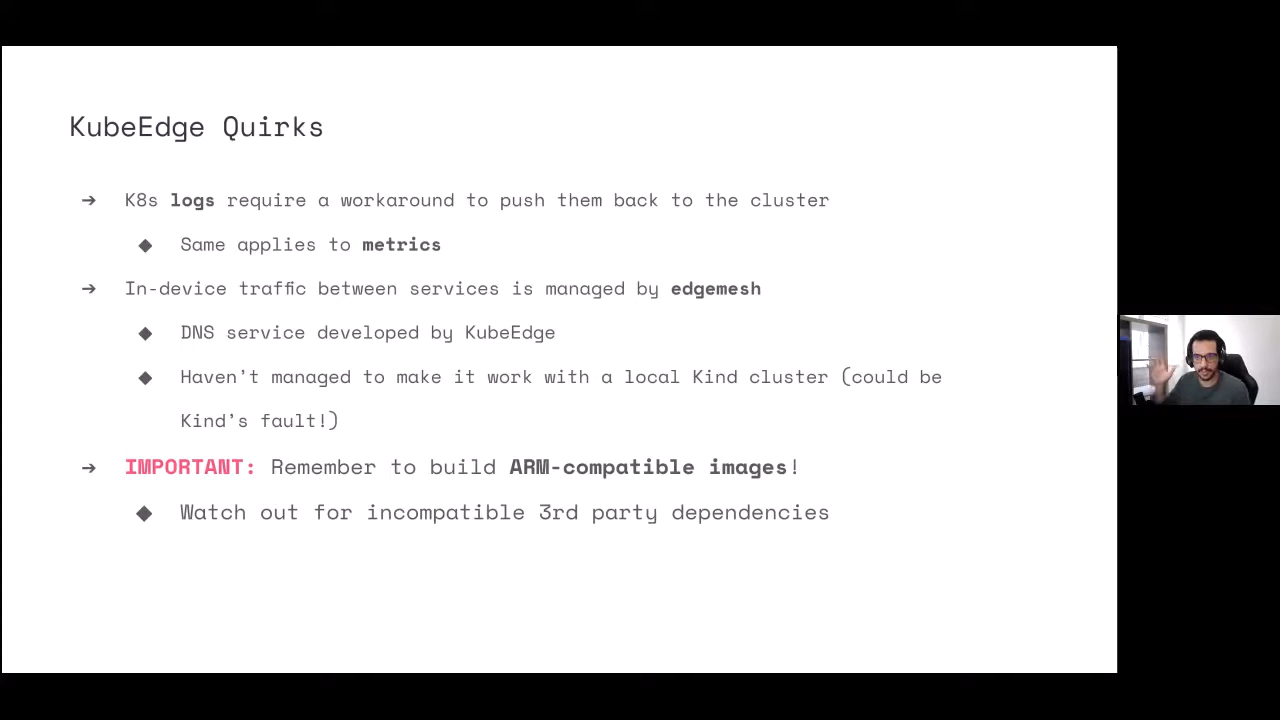 KubeEdge Quirks
➔ K8s logs require a workaround to push them back to the cluster
◆ Same applies to metrics
➔ In-device traffic between services is managed by edgemesh
◆ DNS service developed by KubeEdge
◆ Haven't managed to make it work with a local Kind cluster (could be
Kind's fault!)
➔ IMPORTANT: Remember to build ARM-compatible images!
◆ Watch out for incompatible 3rd party dependencies